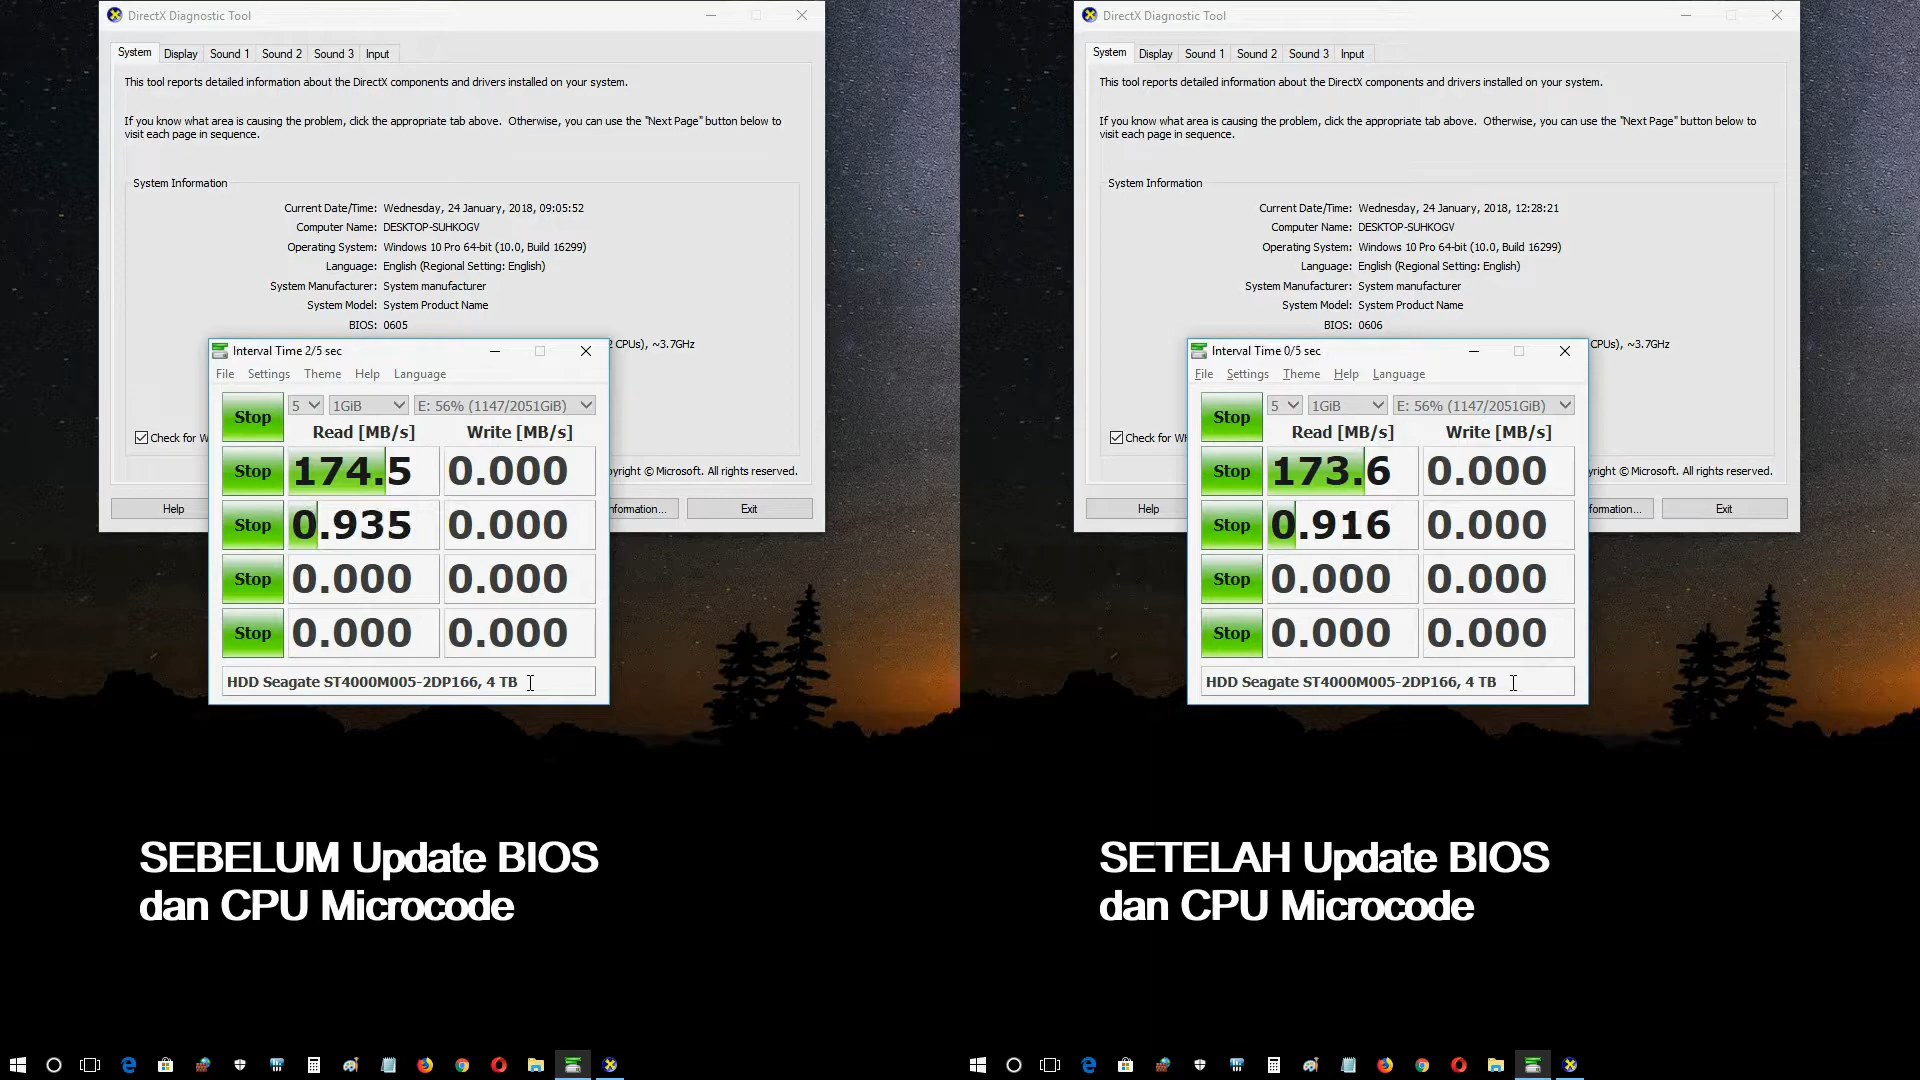 DirectX Diagnostic Tool
System Display Sound 1 Sound 2 Sound 3 Input
This tool reports detailed information about the DirectX components and drivers installed on your system.
If you know what area is causing the problem, click the appropriate tab above.  Otherwise, you can use the "Next Page" button below to
visit each page in sequence.
System Information
Current Date/Time: Wednesday, 24 January, 2018, 09:05:52
Computer Name: DESKTOP-SUHKOGV
Operating System: Windows 10 Pro 64-bit (10.0, Build 16299)
Language: English (Regional Setting: English)
System Manufacturer: System manufacturer
System Model: System Product Name
BIOS: 0605
CPUs), ~3.7GHz
Check for
Microsoft. All rights reserved.
Help
Exit
Interval Time 2/5 sec
File Settings Theme Help Language
Stop 5 1GiB E: 56% (1147/2051GiB)
Read [MB/s] Write [MB/s]
Stop 174.5 0.000
Stop 0.935 0.000
Stop 0.000 0.000
Stop 0.000 0.000
HDD Seagate ST4000M005-2DP166, 4 TB
SEBELUM Update BIOS
dan CPU Microcode
DirectX Diagnostic Tool
System Display Sound 1 Sound 2 Sound 3 Input
This tool reports detailed information about the DirectX components and drivers installed on your system.
If you know what area is causing the problem, click the appropriate tab above.  Otherwise, you can use the "Next Page" button below to
visit each page in sequence.
System Information
Current Date/Time: Wednesday, 24 January, 2018, 12:28:21
Computer Name: DESKTOP-SUHKOGV
Operating System: Windows 10 Pro 64-bit (10.0, Build 16299)
Language: English (Regional Setting: English)
System Manufacturer: System manufacturer
System Model: System Product Name
BIOS: 0606
CPUs), ~3.7GHz
Check for
© Microsoft. All rights reserved.
Help
Exit
Interval Time 0/5 sec
File Settings Theme Help Language
Stop 5 1GiB E: 56% (1147/2051GiB)
Read [MB/s] Write [MB/s]
Stop 173.6 0.000
Stop 0.916 0.000
Stop 0.000 0.000
Stop 0.000 0.000
HDD Seagate ST4000M005-2DP166, 4 TB
SETELAH Update BIOS
dan CPU Microcode